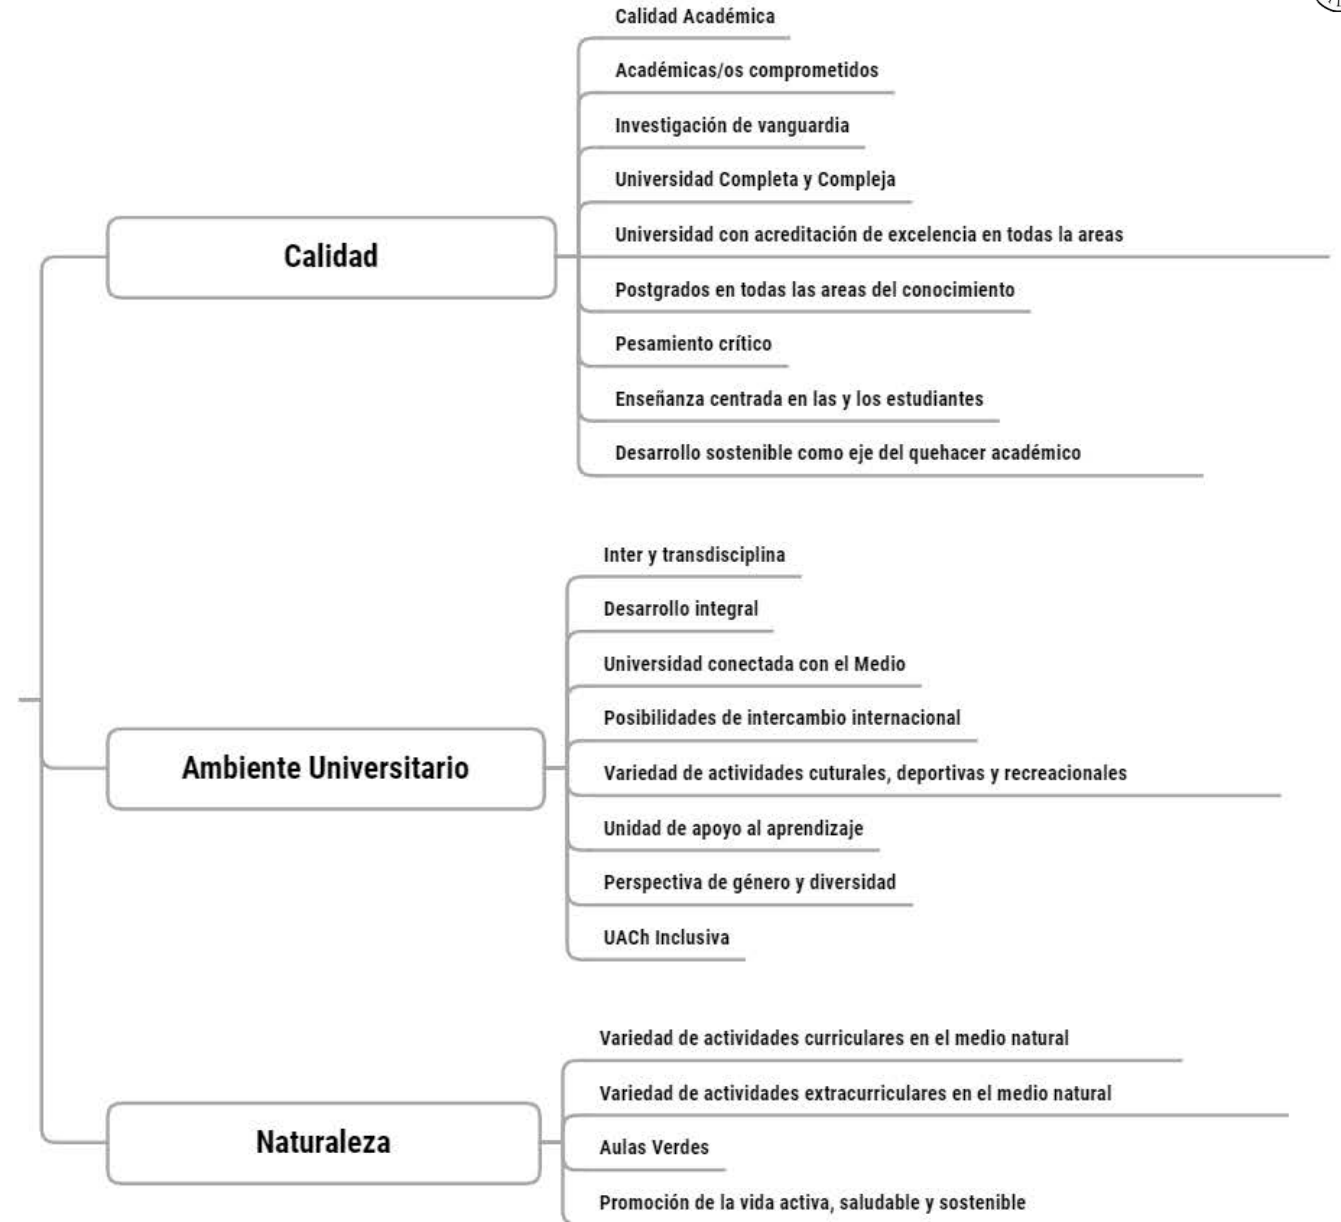 Calidad Académica
Académicas/os comprometidos
Investigación de vanguardia
Universidad Completa y Compleja
Calidad
Universidad con acreditación de excelencia en todas la areas
Postgrados en todas las areas del conocimiento
Pesamiento crítico
Enseñanza centrada en las y los estudiantes
Desarrollo sostenible como eje del quehacer académico
Inter y transdisciplina
Desarrollo integral
Universidad conectada con el Medio
Posibilidades de intercambio internacional
Ambiente Universitario
Variedad de actividades cuturales, deportivas y recreacionales
Unidad de apoyo al aprendizaje
Perspectiva de género y diversidad
UACh Inclusiva
Variedad de actividades curriculares en el medio natural
Variedad de actividades extracurriculares en el medio natural
Naturaleza
Aulas Verdes
Promoción de la vida activa, saludable y sostenible